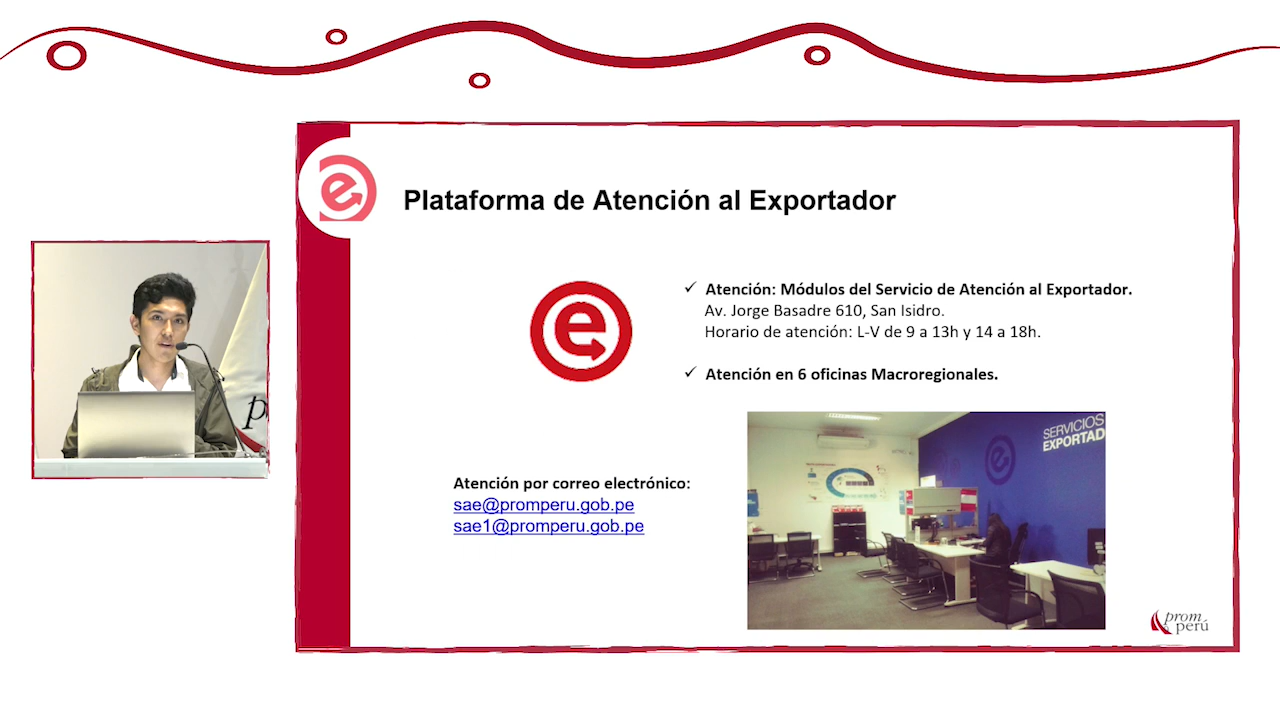 Plataforma de Atención al Exportador
✓ Atención: Módulos del Servicio de Atención al Exportador.
Av. Jorge Basadre 610, San Isidro.
Horario de atención: L-V de 9 a 13h y 14 a 18h.
✓ Atención en 6 oficinas Macroregionales.
SERVICIOS
EXPORTAD
Atención por correo electrónico:
sae@promperu.gob.pe
sae1@promperu.gob.pe
prom
perú